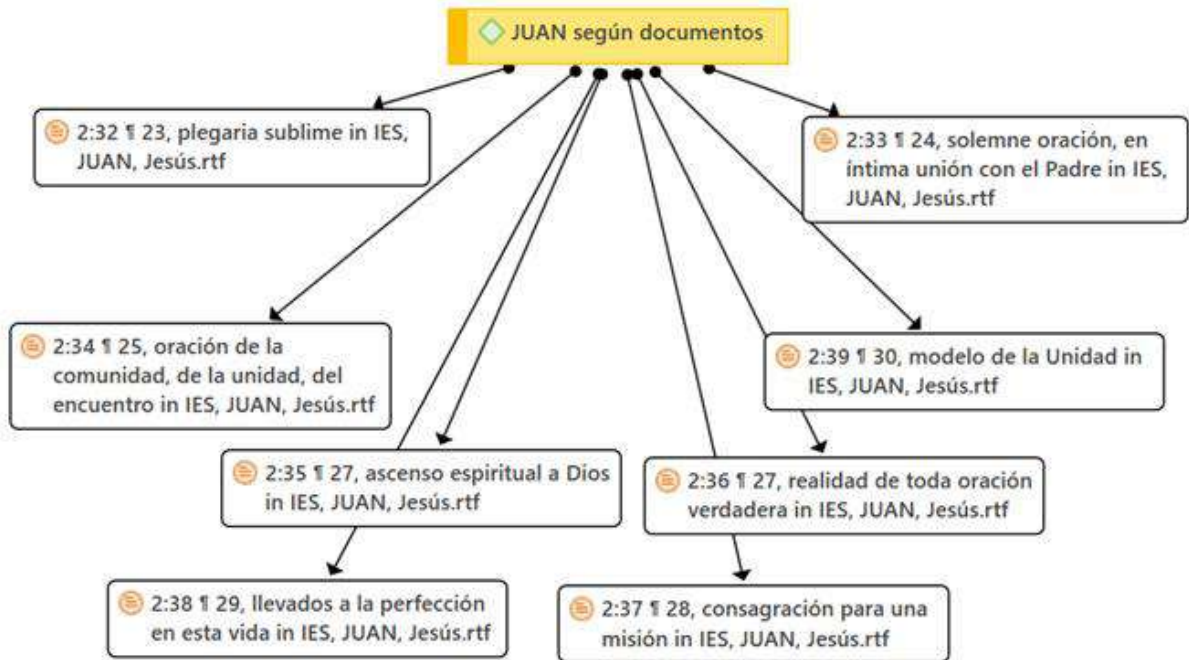 JUAN según documentos
2:32 ¶ 23, plegaria sublime in IES,
JUAN, Jesús.rtf
2:33 ¶ 24, solemne oración, en
íntima unión con el Padre in IES,
JUAN, Jesús.rtf
2:34 ¶ 25, oración de la
comunidad, de la unidad, del
encuentro in IES, JUAN, Jesús.rtf
2:39 ¶ 30, modelo de la Unidad in
IES, JUAN, Jesús.rtf
2:35 ¶ 27, ascenso espiritual a Dios
in IES, JUAN, Jesús.rtf
2:36 ¶ 27, realidad de toda oración
verdadera in IES, JUAN, Jesús.rtf
2:38 ¶ 29, llevados a la perfección
en esta vida in IES, JUAN, Jesús.rtf
2:37 ¶ 28, consagración para una
misión in IES, JUAN, Jesús.rtf